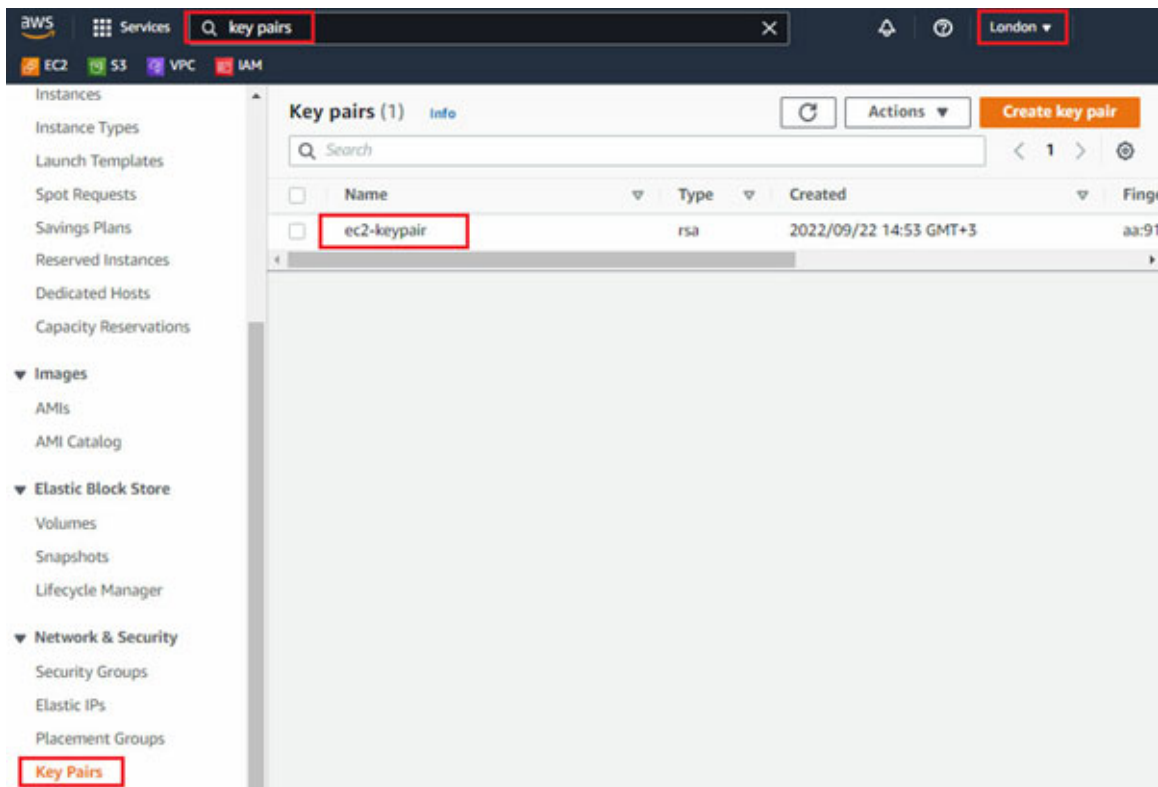 aws Services key pairs London
EC2 S3 VPC IAM
Instances
Instance Types
Launch Templates
Spot Requests
Savings Plans
Reserved Instances
Dedicated Hosts
Capacity Reservations
Images
AMIs
AMI Catalog
Elastic Block Store
Volumes
Snapshots
Lifecycle Manager
Network & Security
Security Groups
Elastic IPs
Placement Groups
Key Pairs
Key pairs (1) Info Actions Create key pair
Search 1
Name Type Created Finge
ec2-keypair rsa 2022/09/22 14:53 GMT+3 aa:91